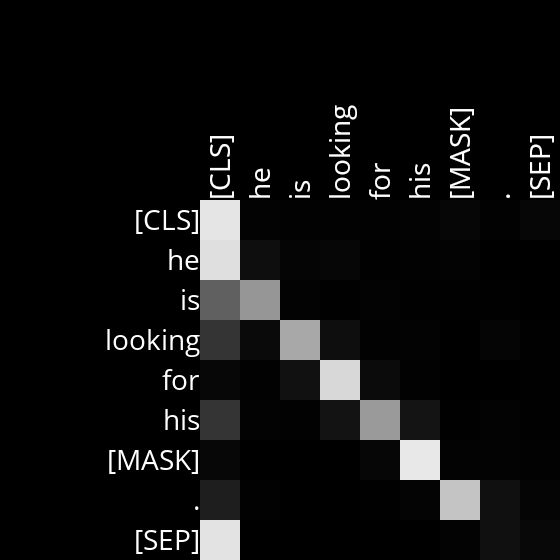 [CLS]
he
is
looking
for
his
[MASK]
.
[SEP]
[CLS]
he
is
looking
for
his
[MASK]
.
[SEP]